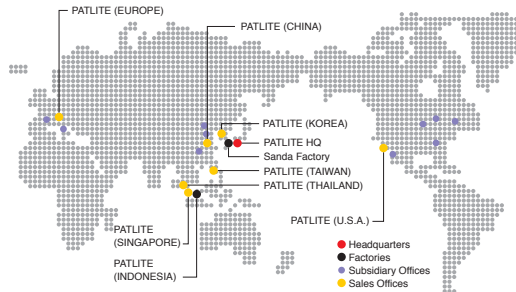 PATLITE (EUROPE)
PATLITE (CHINA)
PATLITE (KOREA)
PATLITE HQ
Sanda Factory
PATLITE (TAIWAN)
PATLITE (THAILAND)
PATLITE (U.S.A.)
PATLITE
(SINGAPORE)
PATLITE
(INDONESIA)
Headquarters
Factories
Subsidiary Offices
Sales Offices